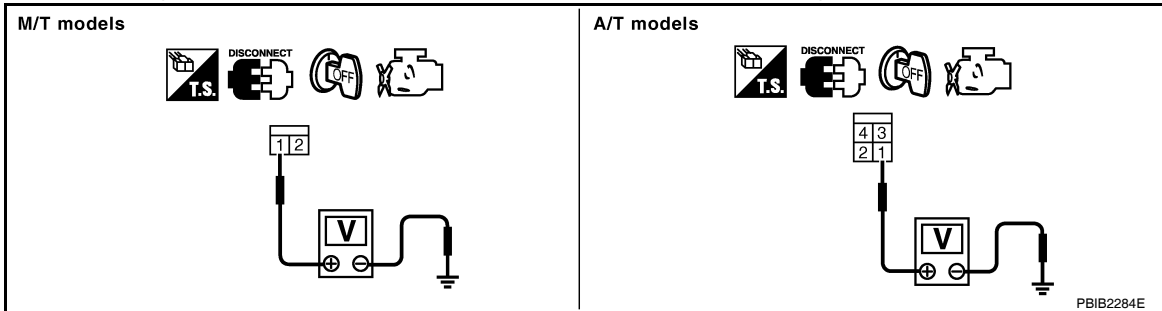 M/T models
T.S.
DISCONNECT
OFF
1 2
V
+ −
A/T models
T.S.
DISCONNECT
OFF
4 3
2 1
V
+ −
PBIB2284E